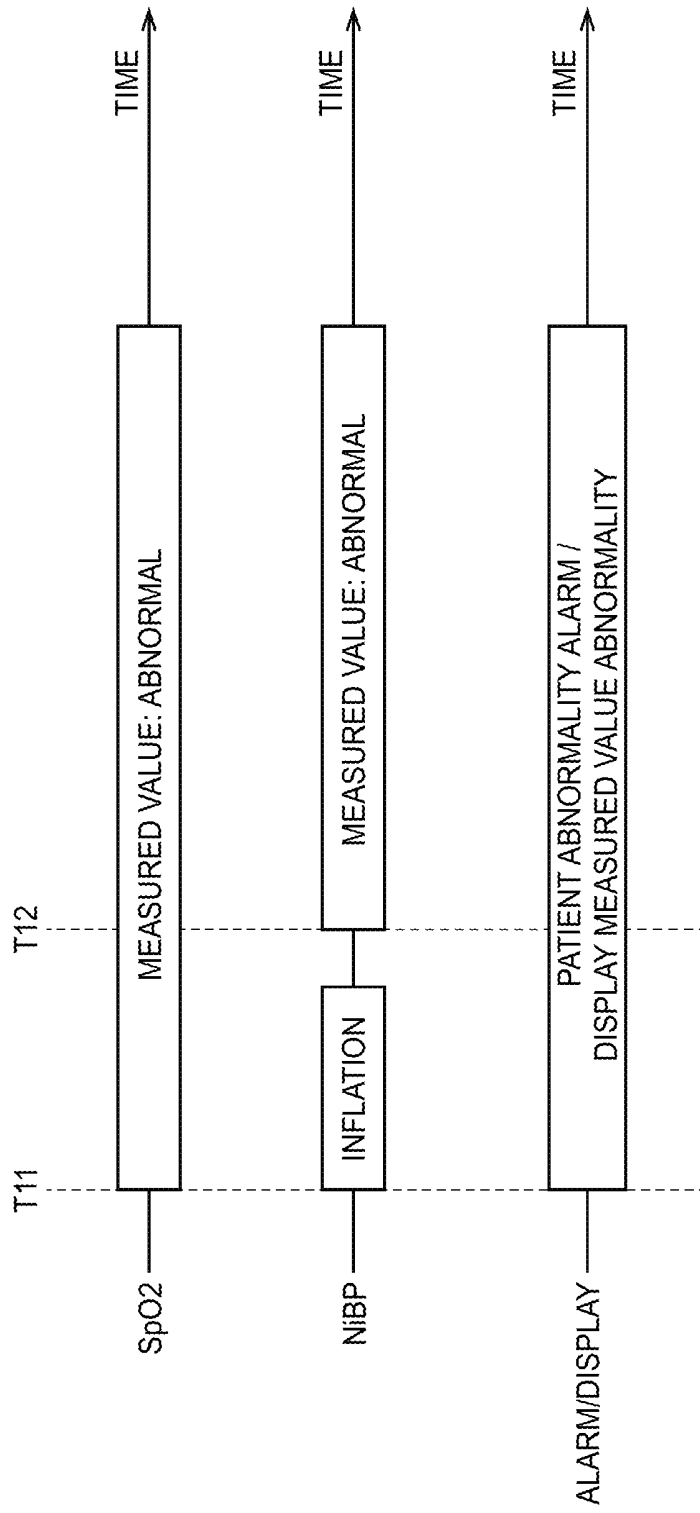 T11
T12
SpO2
MEASURED VALUE: ABNORMAL
TIME
NiBP
INFLATION
MEASURED VALUE: ABNORMAL
TIME
ALARM/DISPLAY
PATIENT ABNORMALITY ALARM /
DISPLAY MEASURED VALUE ABNORMALITY
TIME